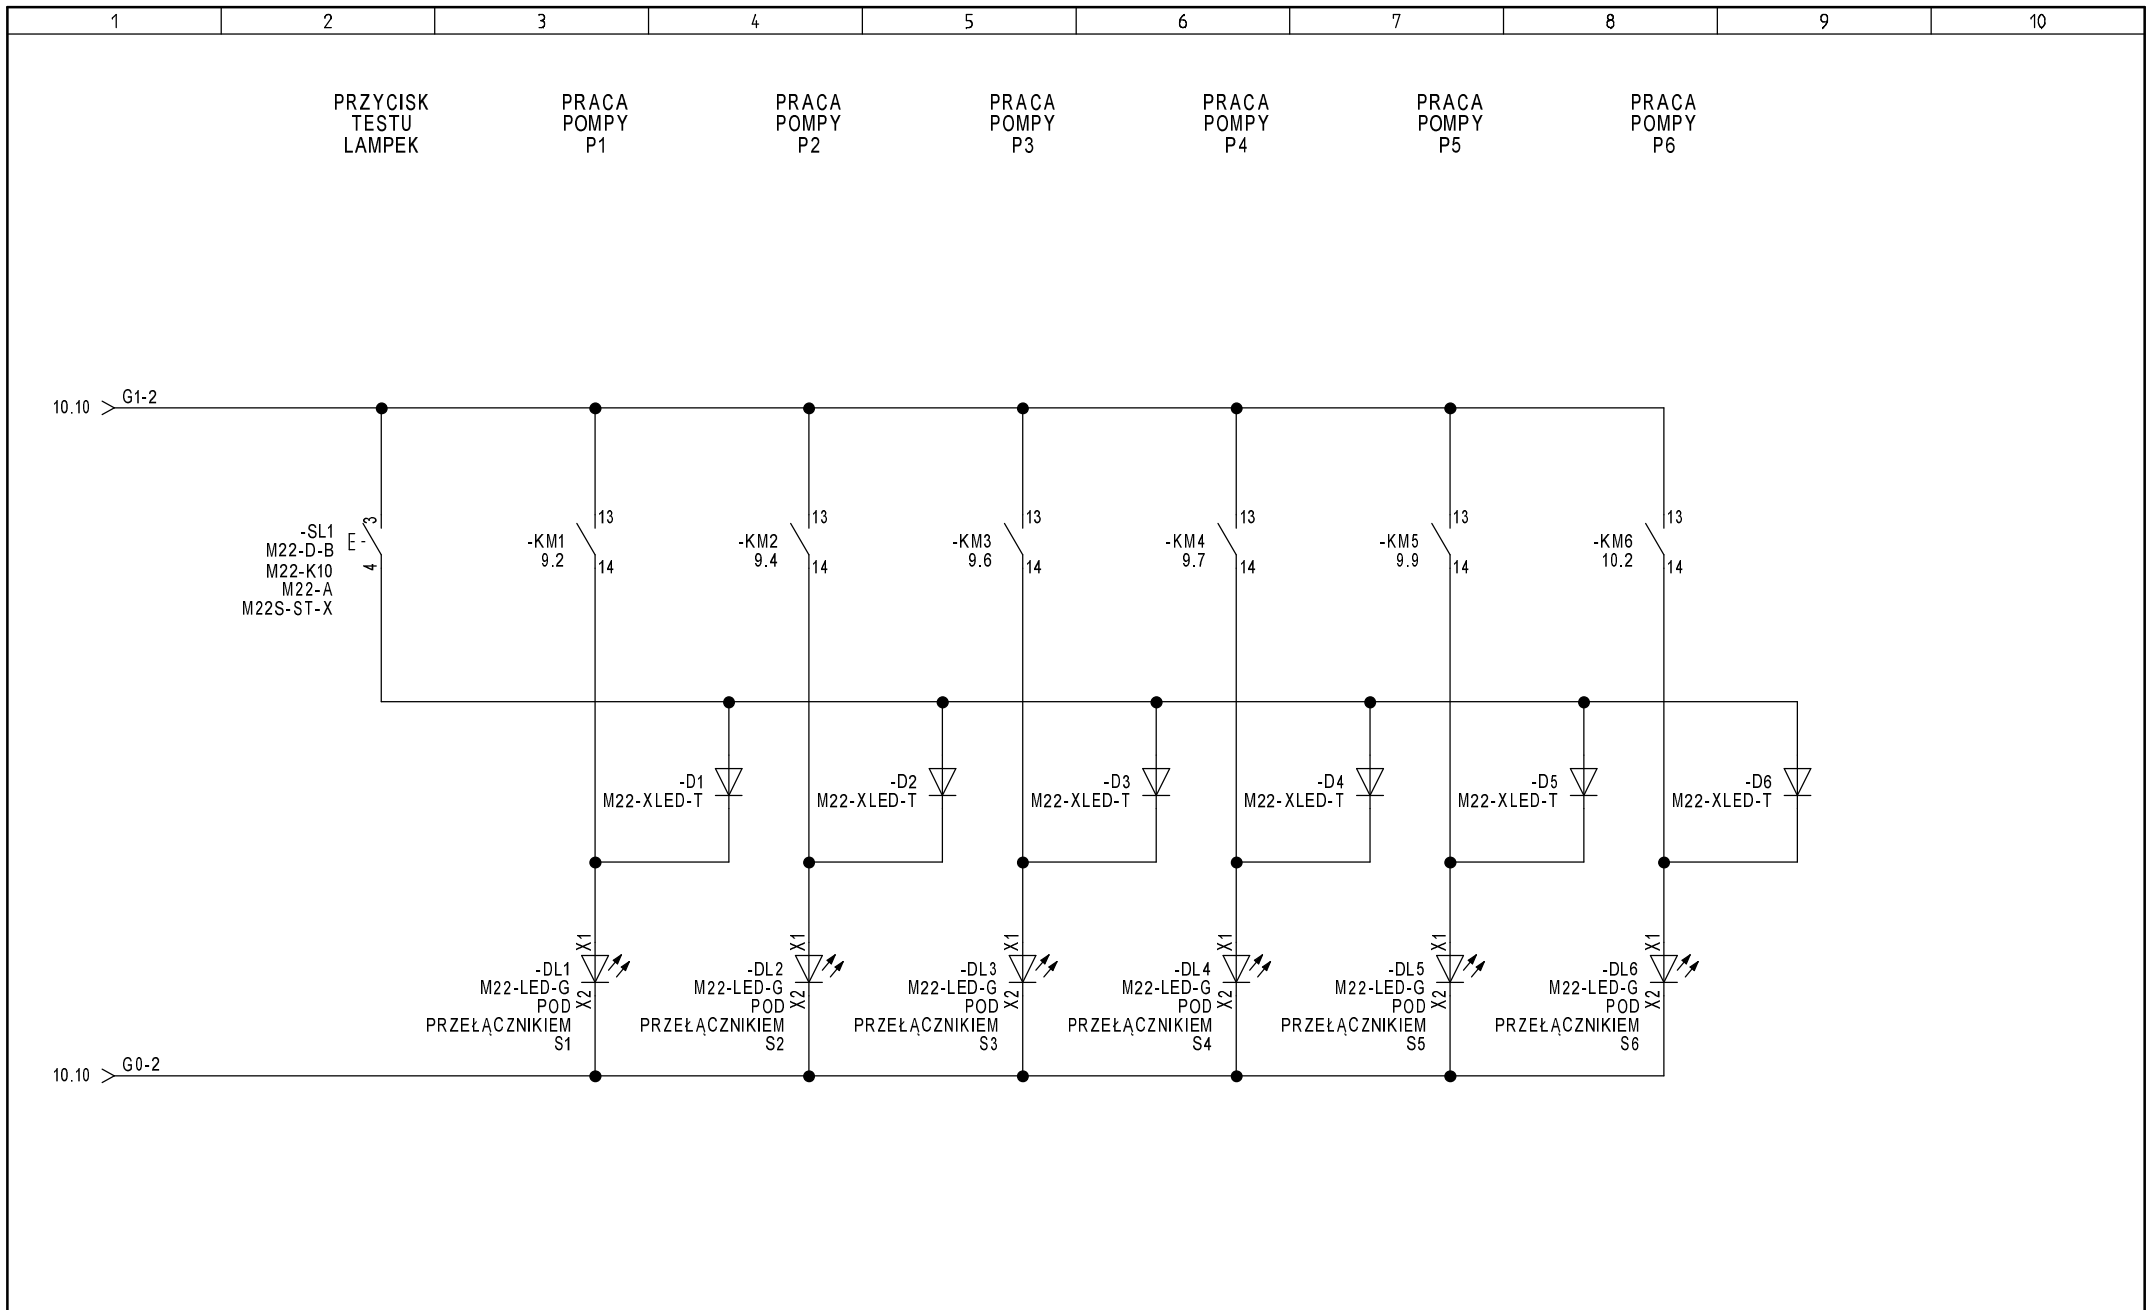 1 2 3 4 5 6 7 8 9 10
PRZYCISK
TESTU
LAMPEK
PRACA
POMPY
P1
PRACA
POMPY
P2
PRACA
POMPY
P3
PRACA
POMPY
P4
PRACA
POMPY
P5
PRACA
POMPY
P6
10.10 G1-2
-SL1
M22-D-B
M22-K10
M22-A
M22S-ST-X
3
E-
4
-KM1
9.2
13
14
-KM2
9.4
13
14
-KM3
9.6
13
14
-KM4
9.7
13
14
-KM5
9.9
13
14
-KM6
10.2
13
14
-D1
M22-XLED-T
-D2
M22-XLED-T
-D3
M22-XLED-T
-D4
M22-XLED-T
-D5
M22-XLED-T
-D6
M22-XLED-T
X1
-DL1
M22-LED-G
POD
PRZEŁĄCZNIKIEM
S1
X2
X1
-DL2
M22-LED-G
POD
PRZEŁĄCZNIKIEM
S2
X2
X1
-DL3
M22-LED-G
POD
PRZEŁĄCZNIKIEM
S3
X2
X1
-DL4
M22-LED-G
POD
PRZEŁĄCZNIKIEM
S4
X2
X1
-DL5
M22-LED-G
POD
PRZEŁĄCZNIKIEM
S5
X2
X1
-DL6
M22-LED-G
POD
PRZEŁĄCZNIKIEM
S6
X2
10.10 G0-2